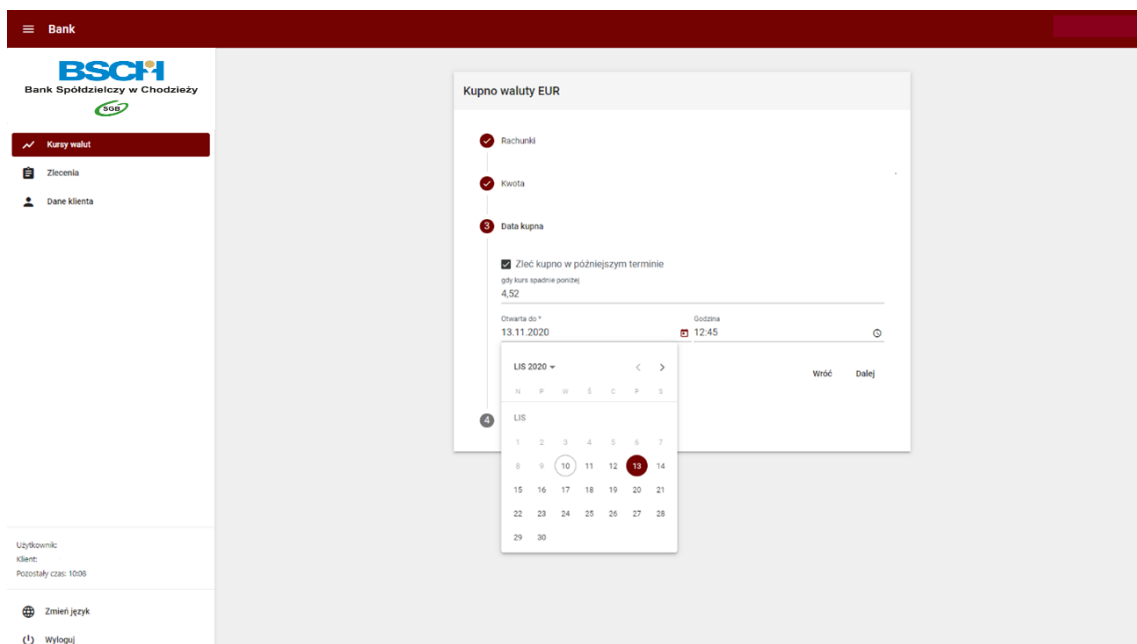 Bank
BSCH
Bank Spółdzielczy w Chodzieży
SGB
Kursy walut
Zlecenia
Dane klienta
Użytkownik:
Klient:
Pozostały czas: 10:08
Zmień język
Wyloguj
Kupno waluty EUR
Rachunki
Kwota
3 Data kupna
Zleć kupno w późniejszym terminie
gdy kurs spadnie poniżej
4,52
Otwarta do * Godzina
13.11.2020 12:45
Wróć Dalej
LIS 2020
N P W Ś C P S
LIS
1 2 3 4 5 6 7
8 9 10 11 12 13 14
15 16 17 18 19 20 21
22 23 24 25 26 27 28
29 30
4